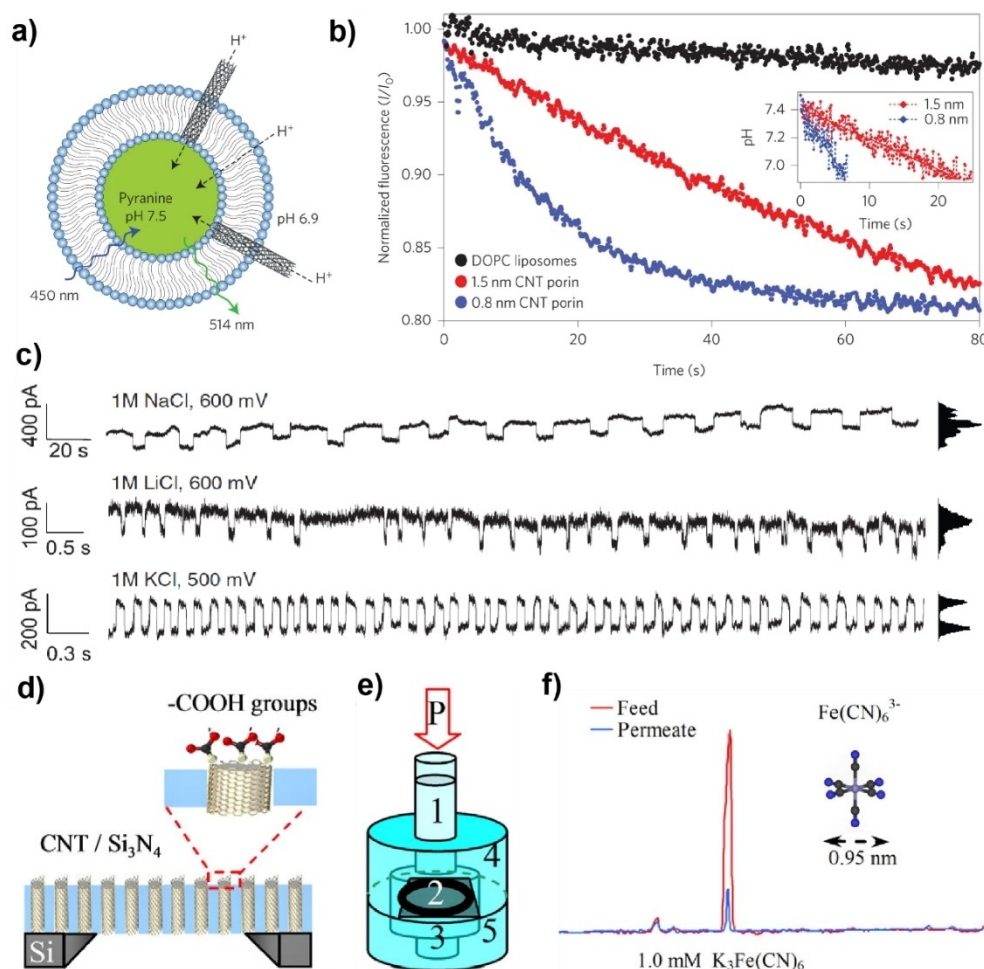 a)
H⁺
H⁺
Pyranine
pH 7.5
pH 6.9
H⁺
450 nm
514 nm
b)
Normalized fluorescence (I/I₀)
1.00
0.95
0.90
0.85
0.80
DOPC liposomes
1.5 nm CNT porin
0.8 nm CNT porin
0
20
40
60
80
Time (s)
pH
7.4
7.2
7.0
1.5 nm
0.8 nm
0
10
20
Time (s)
c)
1M NaCl, 600 mV
400 pA
20 s
1M LiCl, 600 mV
100 pA
0.5 s
1M KCl, 500 mV
200 pA
0.3 s
d)
-COOH groups
CNT / Si₃N₄
Si
e)
P
1
2
3
4
5
f)
Feed
Permeate
Fe(CN)₆³⁻
0.95 nm
1.0 mM K₃Fe(CN)₆